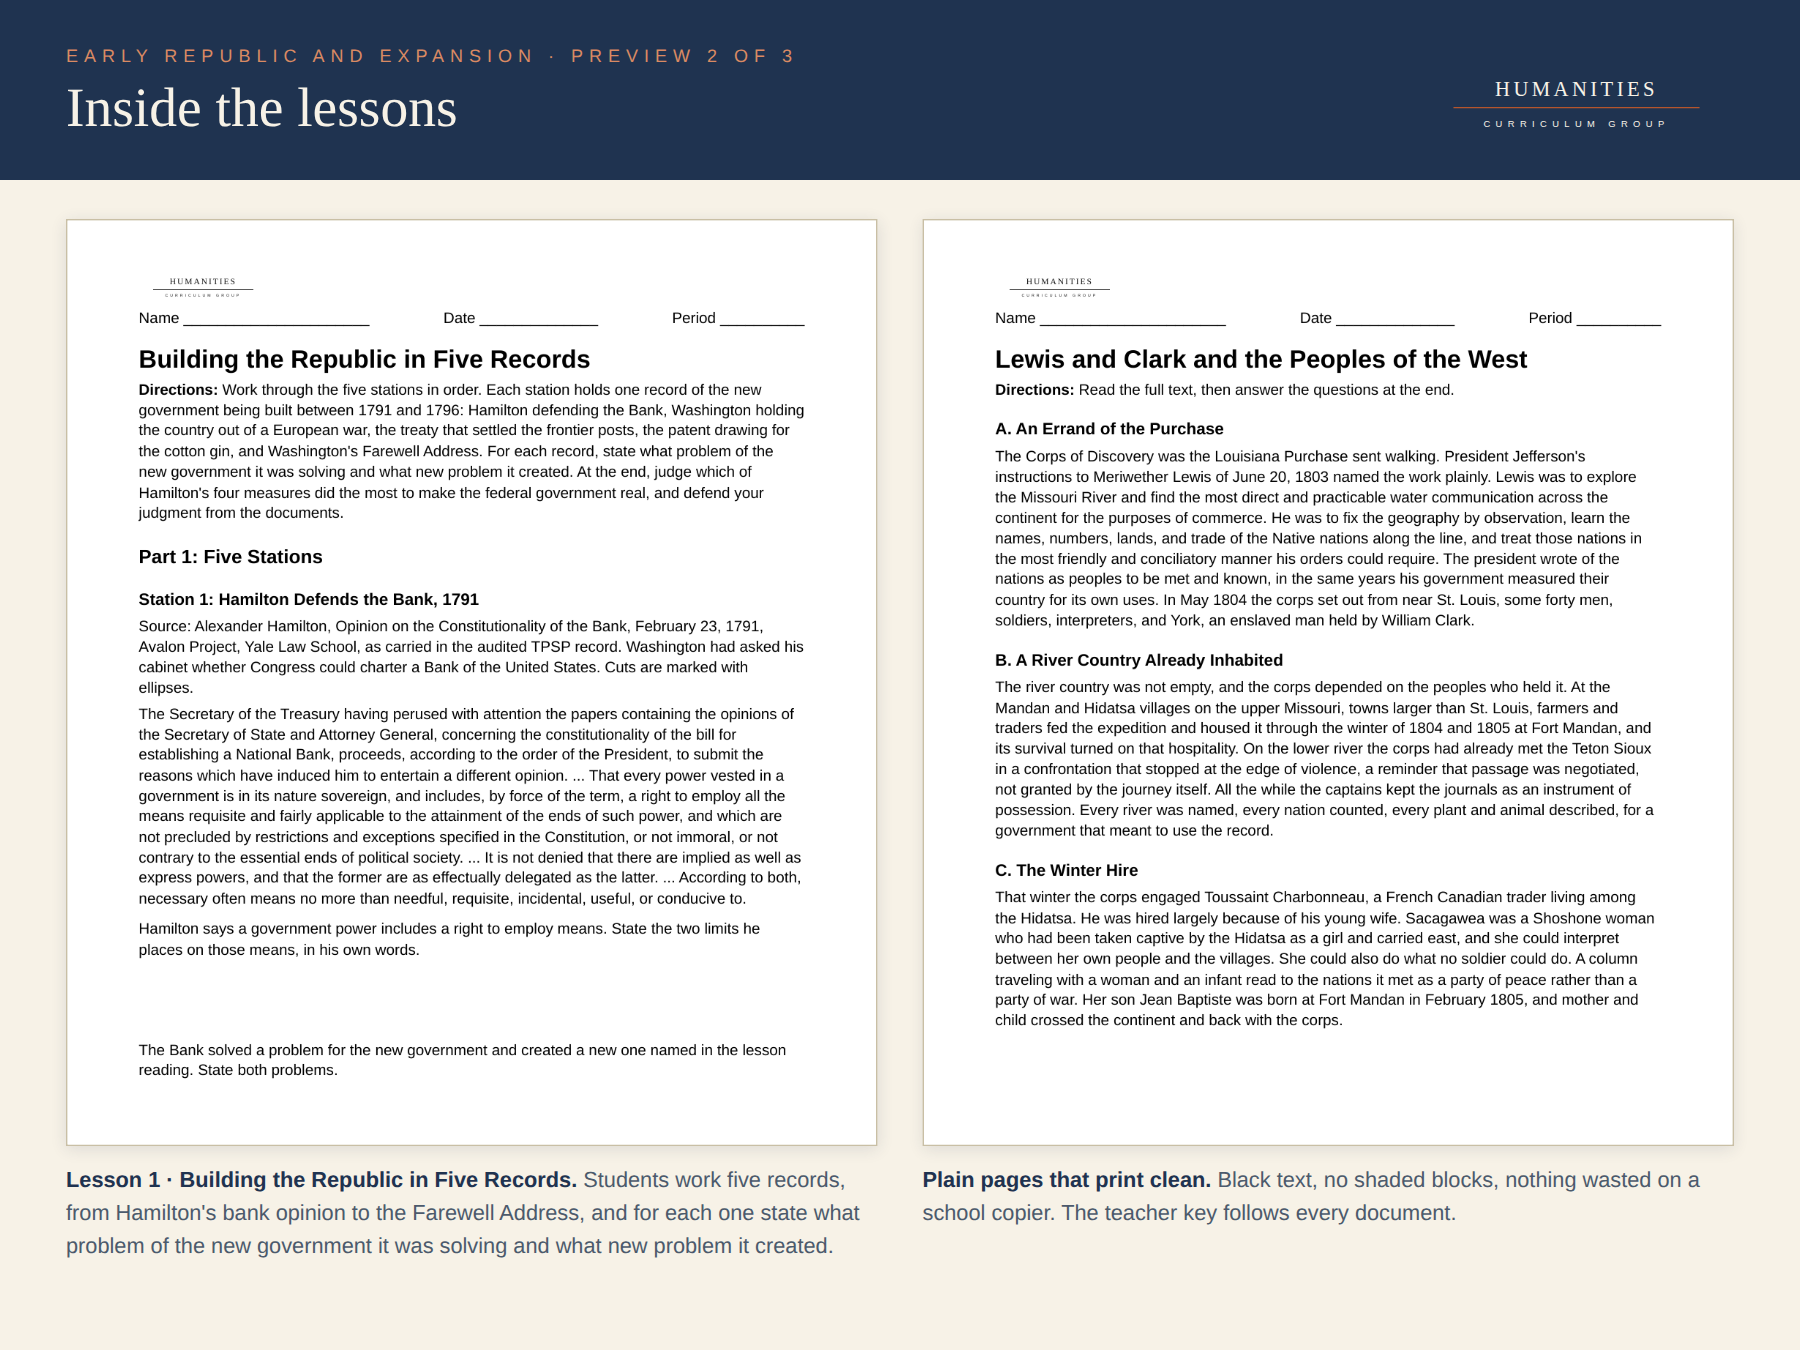 EARLY REPUBLIC AND EXPANSION · PREVIEW 2 OF 3
Inside the lessons
HUMANITIES
CURRICULUM GROUP
HUMANITIES
CURRICULUM GROUP
Name ______________________ Date ______________ Period __________
Building the Republic in Five Records
Directions: Work through the five stations in order. Each station holds one record of the new
government being built between 1791 and 1796: Hamilton defending the Bank, Washington holding
the country out of a European war, the treaty that settled the frontier posts, the patent drawing for
the cotton gin, and Washington's Farewell Address. For each record, state what problem of the
new government it was solving and what new problem it created. At the end, judge which of
Hamilton's four measures did the most to make the federal government real, and defend your
judgment from the documents.
Part 1: Five Stations
Station 1: Hamilton Defends the Bank, 1791
Source: Alexander Hamilton, Opinion on the Constitutionality of the Bank, February 23, 1791,
Avalon Project, Yale Law School, as carried in the audited TPSP record. Washington had asked his
cabinet whether Congress could charter a Bank of the United States. Cuts are marked with
ellipses.
The Secretary of the Treasury having perused with attention the papers containing the opinions of
the Secretary of State and Attorney General, concerning the constitutionality of the bill for
establishing a National Bank, proceeds, according to the order of the President, to submit the
reasons which have induced him to entertain a different opinion. ... That every power vested in a
government is in its nature sovereign, and includes, by force of the term, a right to employ all the
means requisite and fairly applicable to the attainment of the ends of such power, and which are
not precluded by restrictions and exceptions specified in the Constitution, or not immoral, or not
contrary to the essential ends of political society. ... It is not denied that there are implied as well as
express powers, and that the former are as effectually delegated as the latter. ... According to both,
necessary often means no more than needful, requisite, incidental, useful, or conducive to.
Hamilton says a government power includes a right to employ means. State the two limits he
places on those means, in his own words.
The Bank solved a problem for the new government and created a new one named in the lesson
reading. State both problems.
HUMANITIES
CURRICULUM GROUP
Name ______________________ Date ______________ Period __________
Lewis and Clark and the Peoples of the West
Directions: Read the full text, then answer the questions at the end.
A. An Errand of the Purchase
The Corps of Discovery was the Louisiana Purchase sent walking. President Jefferson's
instructions to Meriwether Lewis of June 20, 1803 named the work plainly. Lewis was to explore
the Missouri River and find the most direct and practicable water communication across the
continent for the purposes of commerce. He was to fix the geography by observation, learn the
names, numbers, lands, and trade of the Native nations along the line, and treat those nations in
the most friendly and conciliatory manner his orders could require. The president wrote of the
nations as peoples to be met and known, in the same years his government measured their
country for its own uses. In May 1804 the corps set out from near St. Louis, some forty men,
soldiers, interpreters, and York, an enslaved man held by William Clark.
B. A River Country Already Inhabited
The river country was not empty, and the corps depended on the peoples who held it. At the
Mandan and Hidatsa villages on the upper Missouri, towns larger than St. Louis, farmers and
traders fed the expedition and housed it through the winter of 1804 and 1805 at Fort Mandan, and
its survival turned on that hospitality. On the lower river the corps had already met the Teton Sioux
in a confrontation that stopped at the edge of violence, a reminder that passage was negotiated,
not granted by the journey itself. All the while the captains kept the journals as an instrument of
possession. Every river was named, every nation counted, every plant and animal described, for a
government that meant to use the record.
C. The Winter Hire
That winter the corps engaged Toussaint Charbonneau, a French Canadian trader living among
the Hidatsa. He was hired largely because of his young wife. Sacagawea was a Shoshone woman
who had been taken captive by the Hidatsa as a girl and carried east, and she could interpret
between her own people and the villages. She could also do what no soldier could do. A column
traveling with a woman and an infant read to the nations it met as a party of peace rather than a
party of war. Her son Jean Baptiste was born at Fort Mandan in February 1805, and mother and
child crossed the continent and back with the corps.
Lesson 1 · Building the Republic in Five Records. Students work five records,
from Hamilton's bank opinion to the Farewell Address, and for each one state what
problem of the new government it was solving and what new problem it created.
Plain pages that print clean. Black text, no shaded blocks, nothing wasted on a
school copier. The teacher key follows every document.